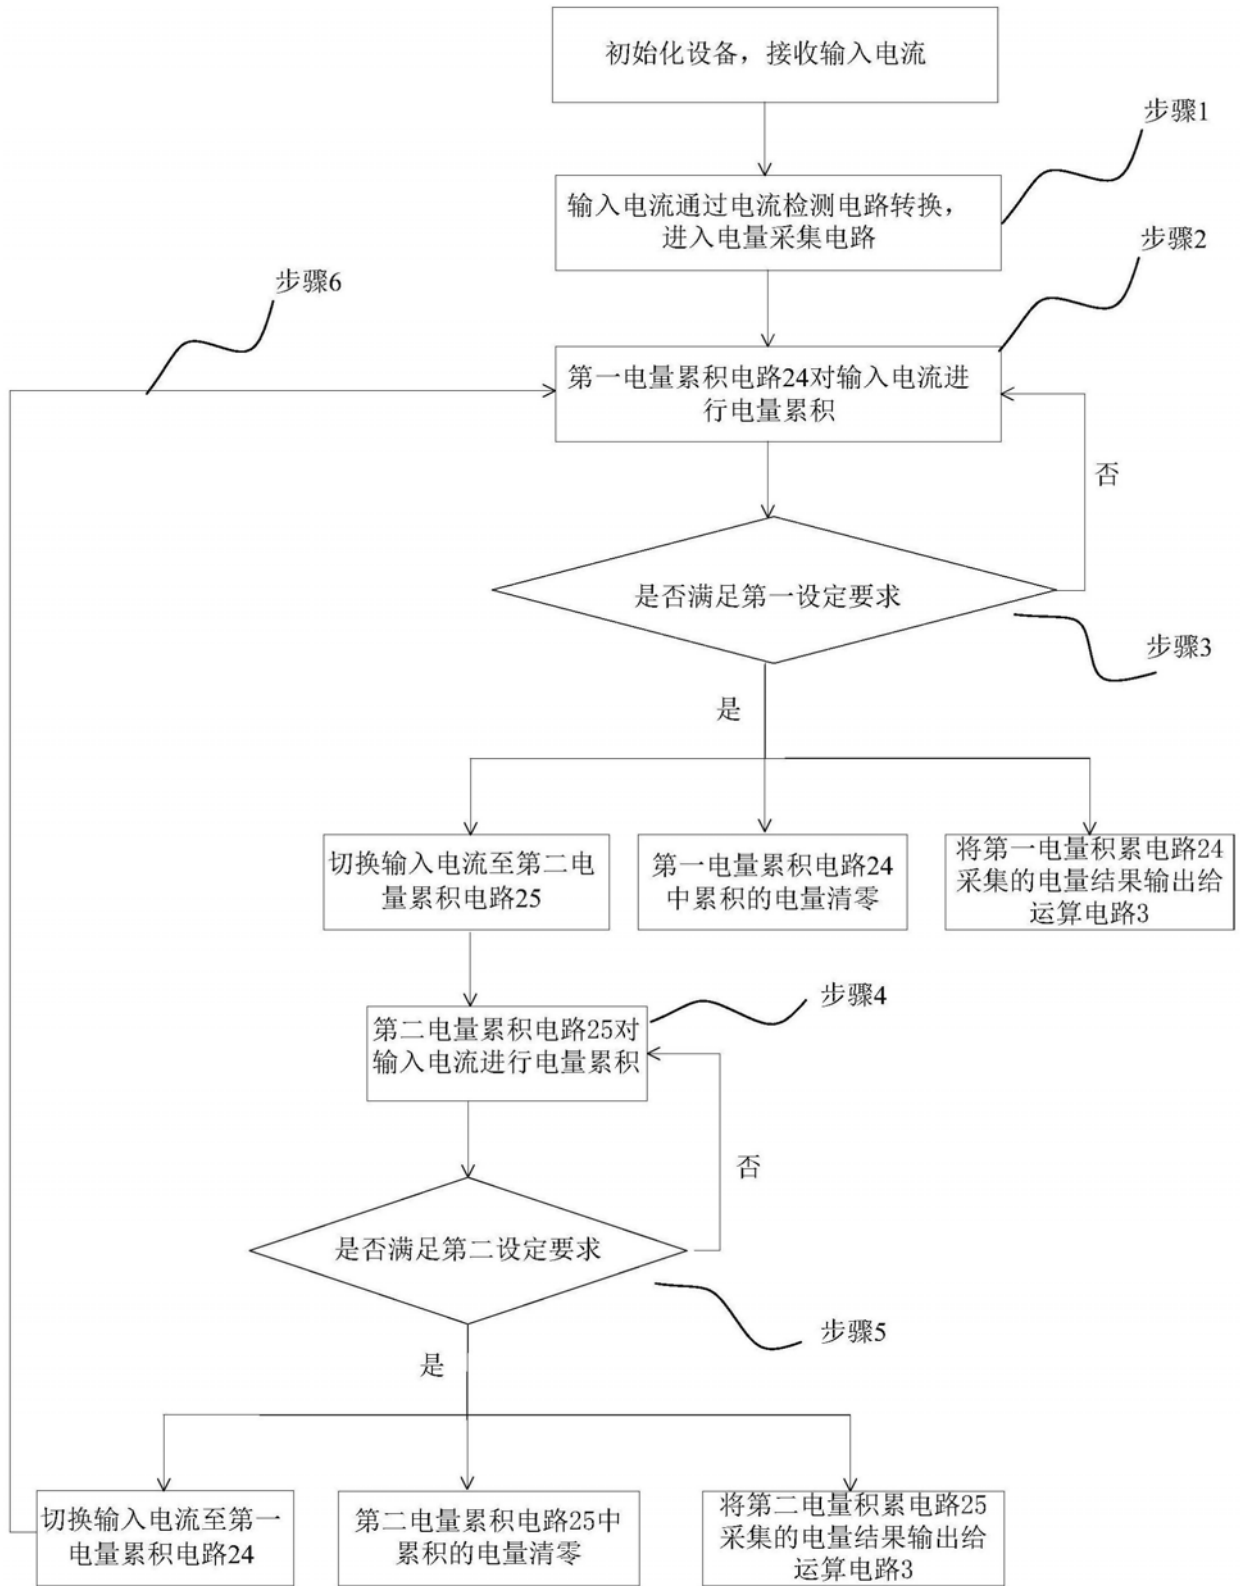 初始化设备，接收输入电流
步骤1
输入电流通过电流检测电路转换，
进入电量采集电路
步骤2
步骤6
第一电量累积电路24对输入电流进
行电量累积
否
是否满足第一设定要求
步骤3
是
切换输入电流至第二电
量累积电路25
第一电量累积电路24
中累积的电量清零
将第一电量积累电路24
采集的电量结果输出给
运算电路3
步骤4
第二电量累积电路25对
输入电流进行电量累积
否
是否满足第二设定要求
步骤5
是
切换输入电流至第一
电量累积电路24
第二电量累积电路25中
累积的电量清零
将第二电量积累电路25
采集的电量结果输出给
运算电路3